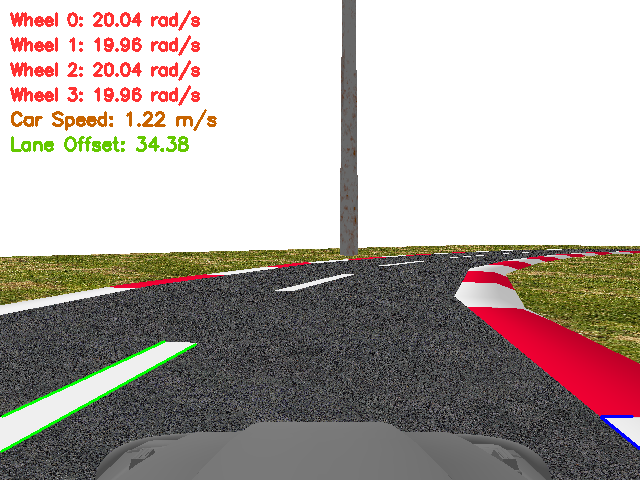 Wheel 0: 20.04 rad/s
Wheel 1: 19.96 rad/s
Wheel 2: 20.04 rad/s
Wheel 3: 19.96 rad/s
Car Speed: 1.22 m/s
Lane Offset: 34.38